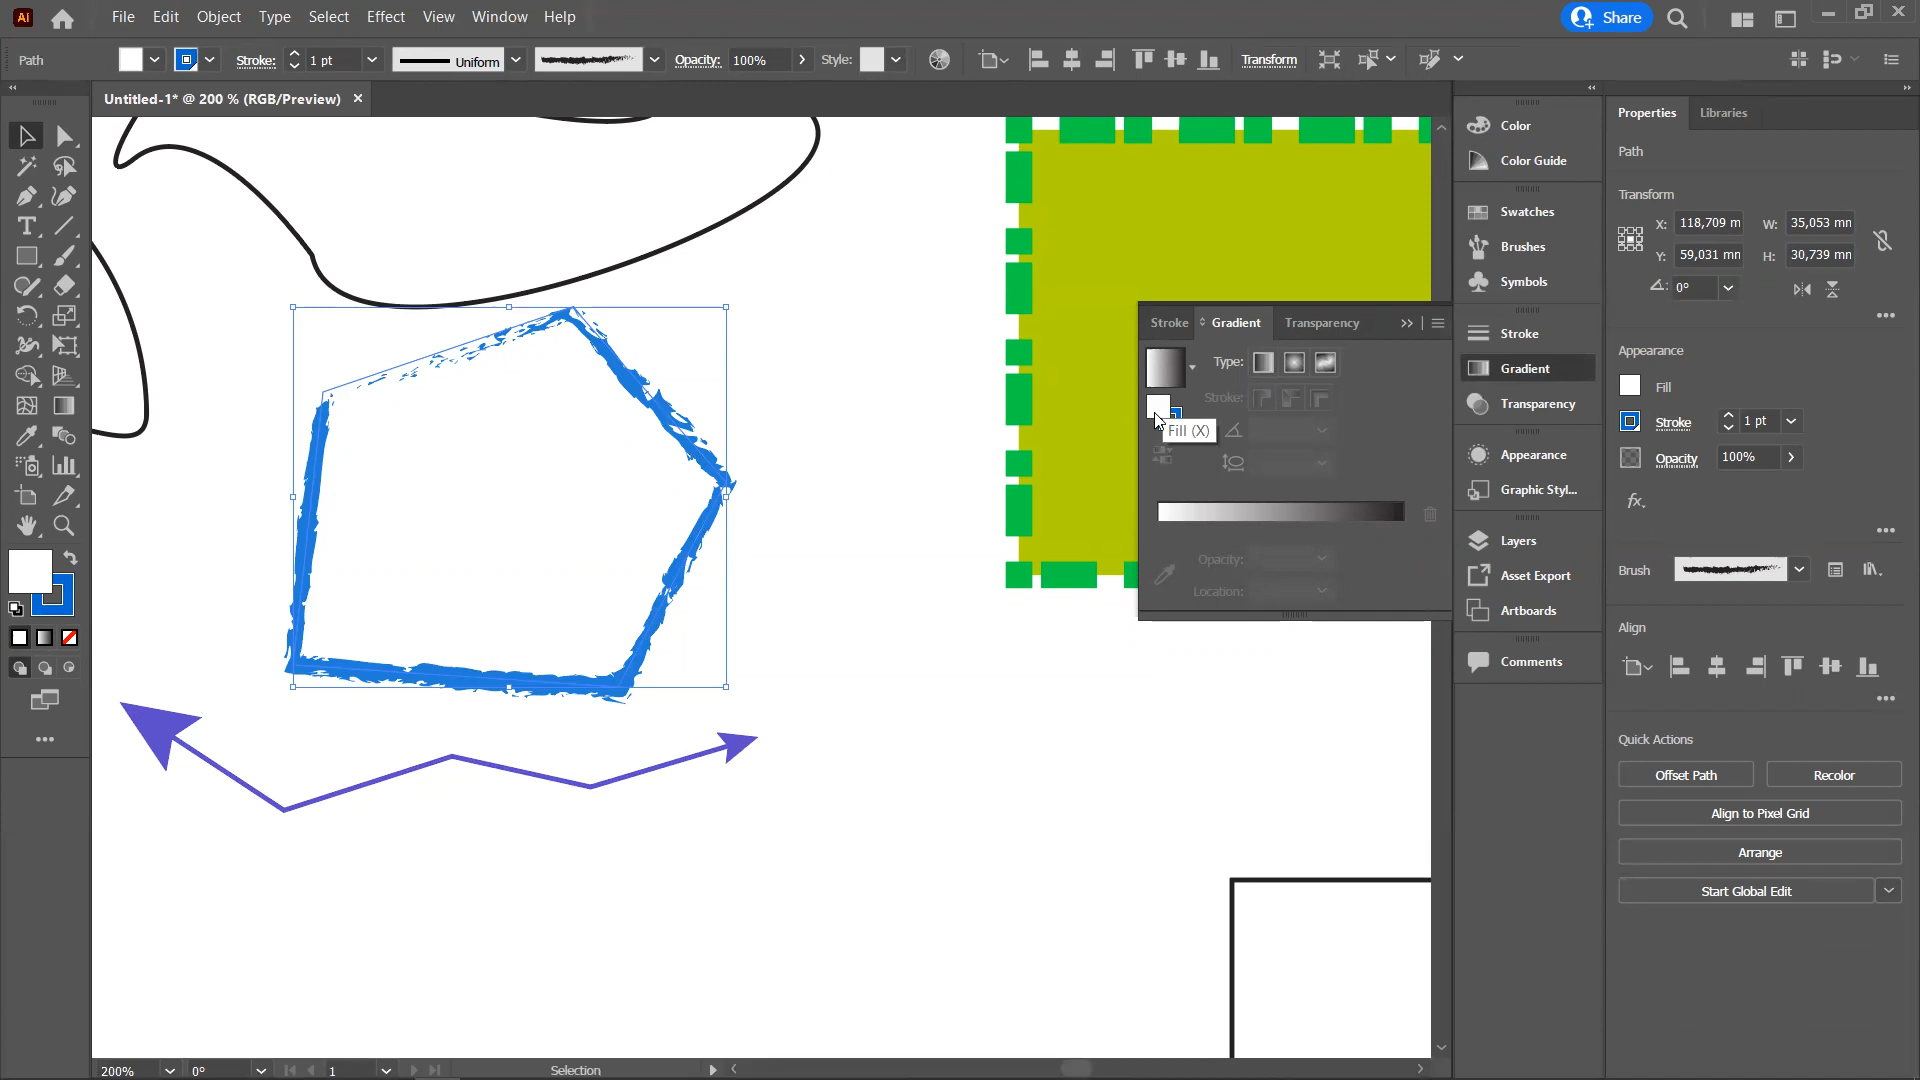 Ai File Edit Object Type Select Effect View Window Help Share
Path Stroke: 1 pt Uniform Opacity: 100% Style: Transform
Untitled-1* @ 200 % (RGB/Preview)
Properties Libraries
Path
Transform
X: 118,709 m W: 35,053 mm
Y: 59,031 mm H: 30,739 mm
0°
Appearance
Fill
Stroke 1 pt
Opacity 100%
fx.
Brush
Align
Quick Actions
Offset Path Recolor
Align to Pixel Grid
Arrange
Start Global Edit
Color
Color Guide
Swatches
Brushes
Symbols
Stroke
Gradient
Transparency
Appearance
Graphic Styl...
Layers
Asset Export
Artboards
Comments
Stroke Gradient Transparency
Type:
Stroke:
Fill (X)
Opacity:
Location:
200% 0° 1 Selection